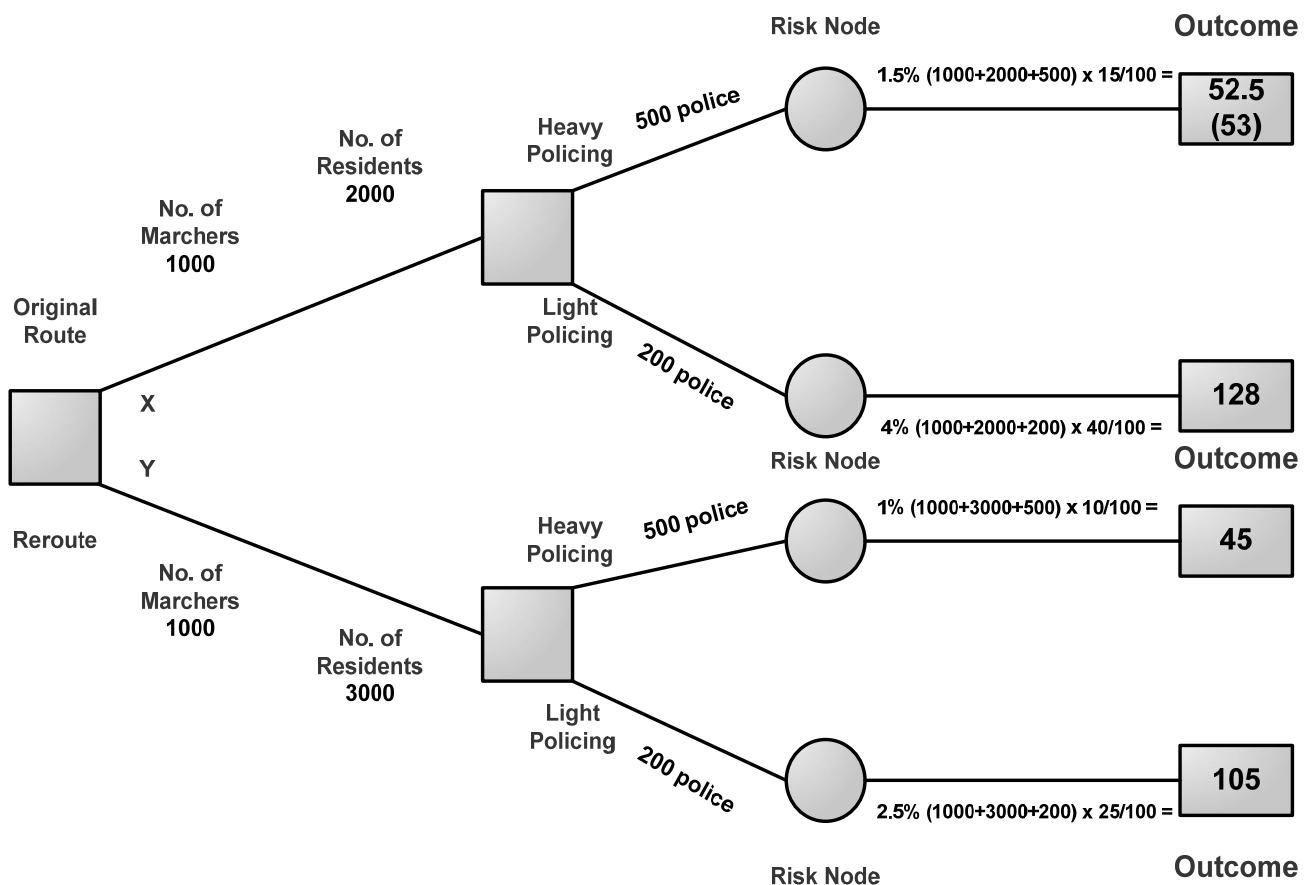 Risk Node
Outcome
1.5% (1000+2000+500) x 15/100 =
52.5
(53)
500 police
Heavy
Policing
No. of
Residents
2000
No. of
Marchers
1000
Original
Route
Light
Policing
200 police
128
4% (1000+2000+200) x 40/100 =
Risk Node
Outcome
X
Y
Reroute
No. of
Marchers
1000
No. of
Residents
3000
Heavy
Policing
500 police
1% (1000+3000+500) x 10/100 =
45
Light
Policing
200 police
105
2.5% (1000+3000+200) x 25/100 =
Risk Node
Outcome